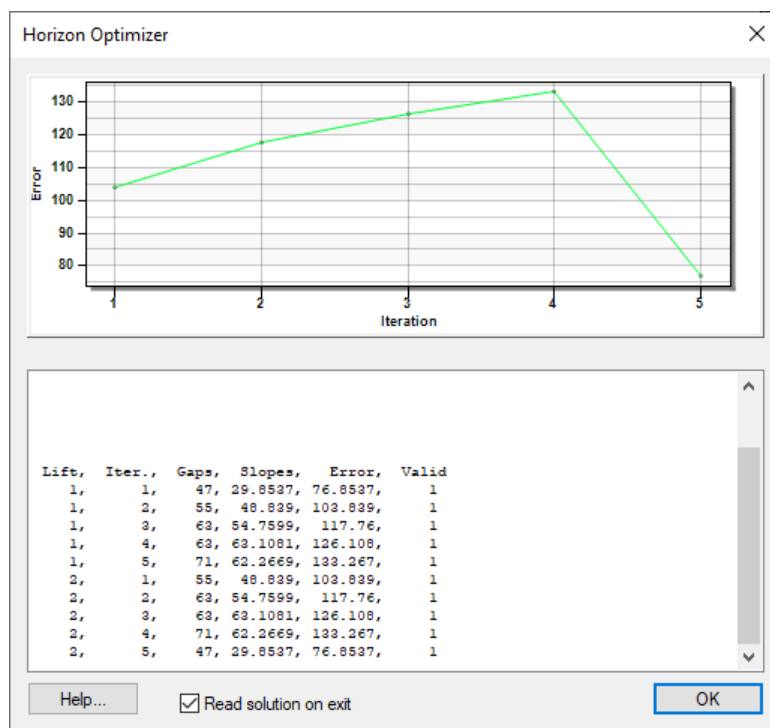 Horizon Optimizer
130
120
110
100
90
80
Error
1 2 3 4 5
Iteration
Lift, Iter., Gaps, Slopes, Error, Valid
1, 1, 47, 29.8537, 76.8537, 1
1, 2, 55, 48.839, 103.839, 1
1, 3, 63, 54.7599, 117.76, 1
1, 4, 63, 63.1081, 126.108, 1
1, 5, 71, 62.2669, 133.267, 1
2, 1, 55, 48.839, 103.839, 1
2, 2, 63, 54.7599, 117.76, 1
2, 3, 63, 63.1081, 126.108, 1
2, 4, 71, 62.2669, 133.267, 1
2, 5, 47, 29.8537, 76.8537, 1
Help... Read solution on exit OK